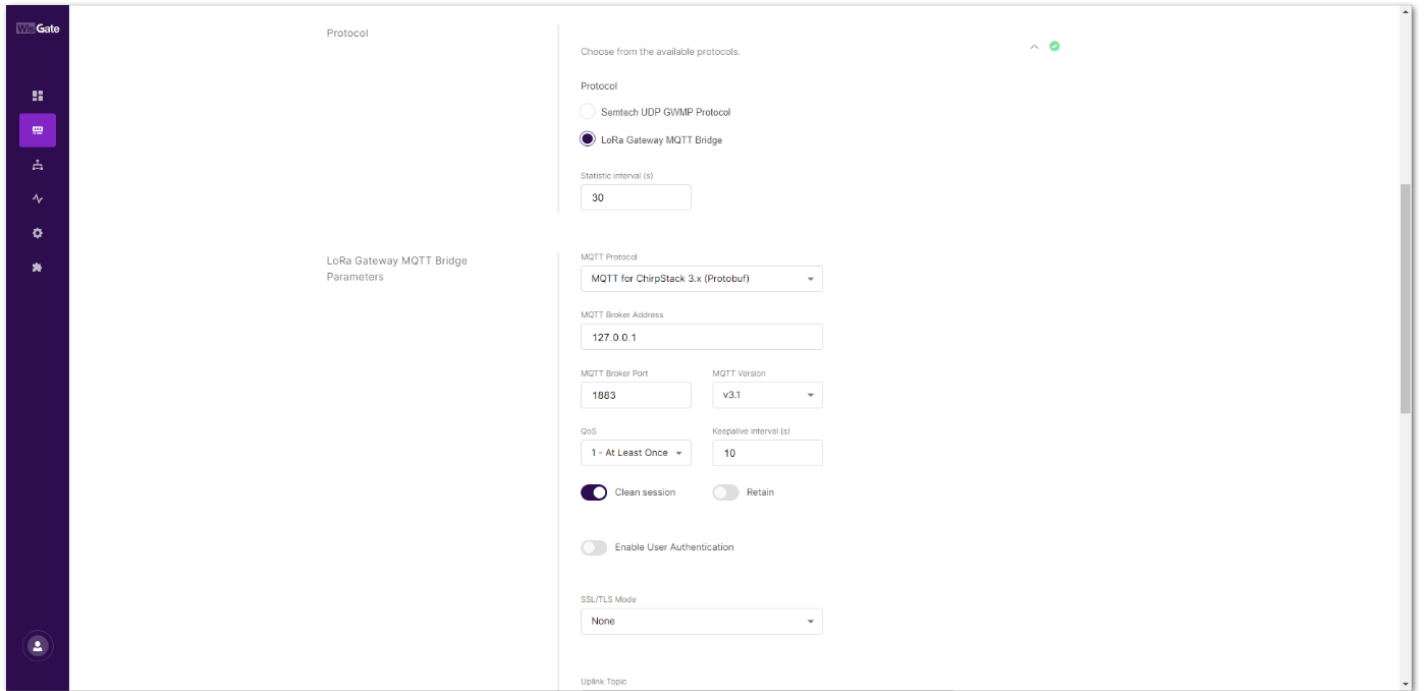 WisGate
Protocol
Choose from the available protocols.
Protocol
Semtech UDP GWMP Protocol
LoRa Gateway MQTT Bridge
Statistic interval (s)
30
LoRa Gateway MQTT Bridge
Parameters
MQTT Protocol
MQTT for ChirpStack 3.x (Protobuf)
MQTT Broker Address
127.0.0.1
MQTT Broker Port
MQTT Version
1883
v3.1
QoS
Keepalive interval (s)
1 - At Least Once
10
Clean session
Retain
Enable User Authentication
SSL/TLS Mode
None
Uplink Topic